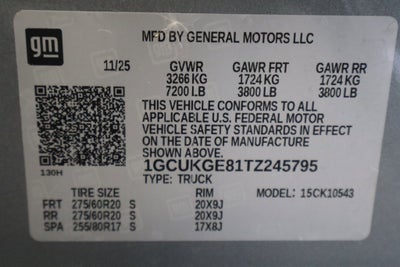 gm
MFD BY GENERAL MOTORS LLC
11/25 GVWR GAWR FRT GAWR RR
3266 KG 1724 KG 1724 KG
7200 LB 3800 LB 3800 LB
THIS VEHICLE CONFORMS TO ALL
APPLICABLE U.S. FEDERAL MOTOR
VEHICLE SAFETY STANDARDS IN EFFECT
ON THE DATE OF MANUFACTURE
SHOWN ABOVE.
1GCUKGE81TZ245795
130H TYPE: TRUCK
TIRE SIZE RIM MODEL: 15CK10543
FRT 275/60R20 S 20X9J
RR 275/60R20 S 20X9J
SPA 255/80R17 S 17X8J